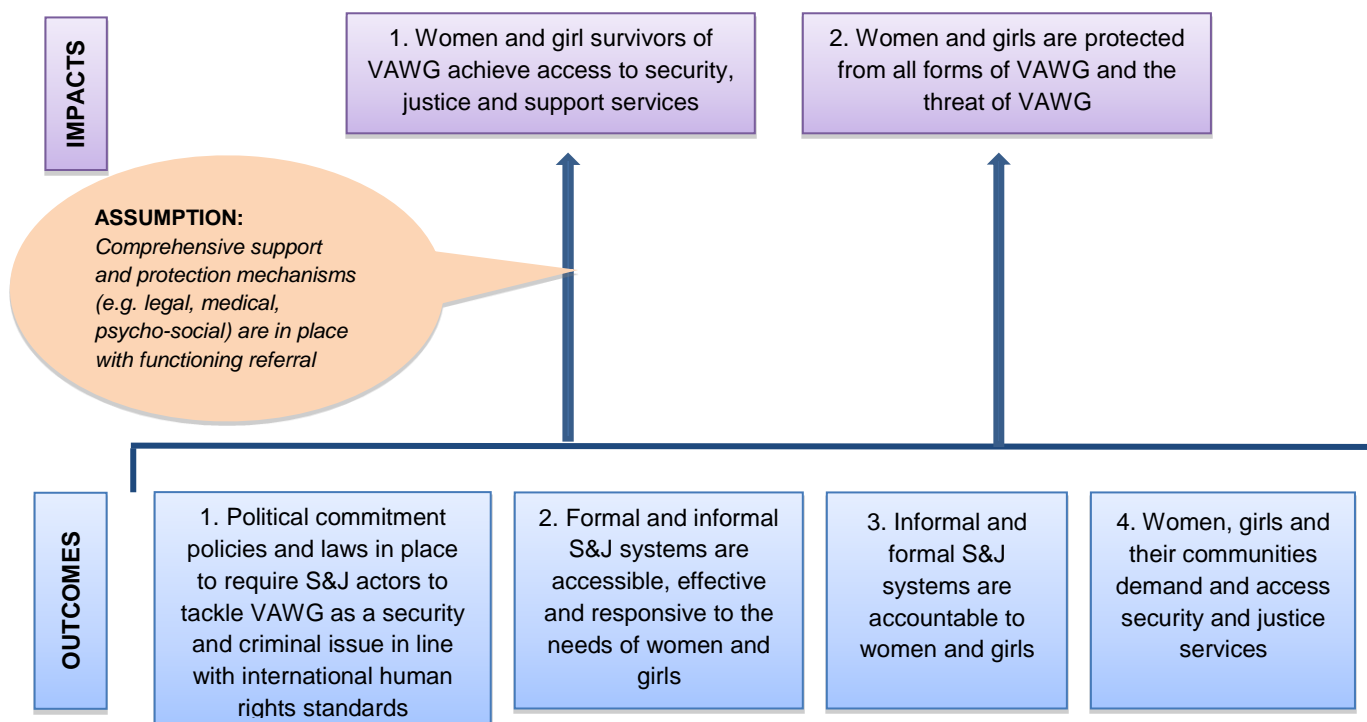 IMPACTS
1. Women and girl survivors of
VAWG achieve access to security,
justice and support services
2. Women and girls are protected
from all forms of VAWG and the
threat of VAWG
ASSUMPTION:
Comprehensive support
and protection mechanisms
(e.g. legal, medical,
psycho-social) are in place
with functioning referral
OUTCOMES
1. Political commitment
policies and laws in place
to require S&J actors to
tackle VAWG as a security
and criminal issue in line
with international human
rights standards
2. Formal and informal
S&J systems are
accessible, effective
and responsive to the
needs of women and
girls
3. Informal and
formal S&J
systems are
accountable to
women and girls
4. Women, girls and
their communities
demand and access
security and justice
services